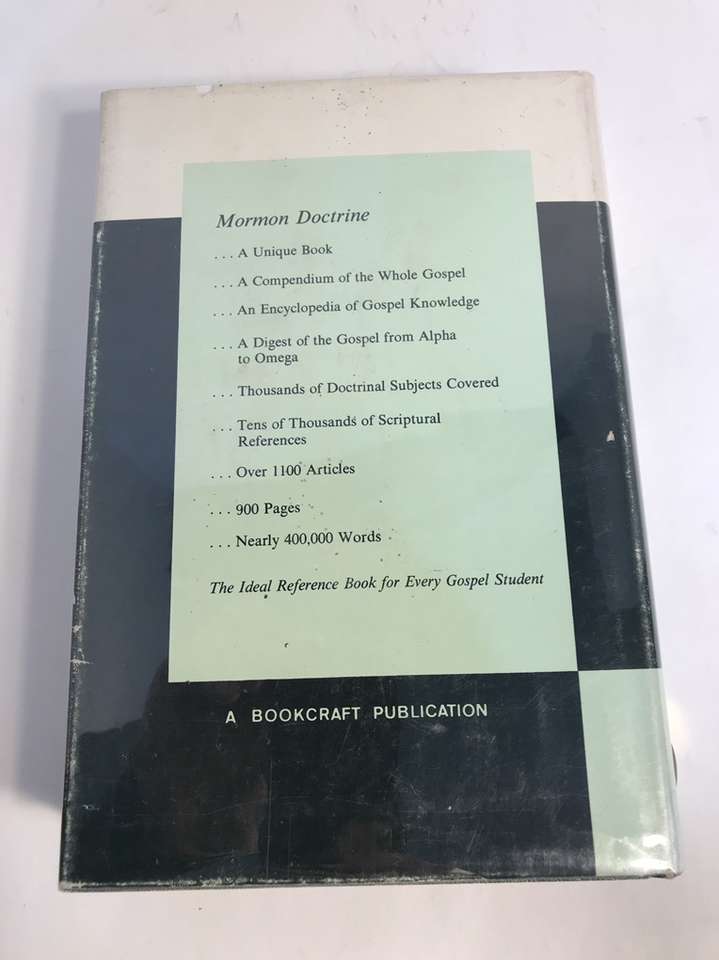 Mormon Doctrine
... A Unique Book
... A Compendium of the Whole Gospel
... An Encyclopedia of Gospel Knowledge
... A Digest of the Gospel from Alpha
to Omega
... Thousands of Doctrinal Subjects Covered
... Tens of Thousands of Scriptural
References
... Over 1100 Articles
... 900 Pages
... Nearly 400,000 Words
The Ideal Reference Book for Every Gospel Student
A BOOKCRAFT PUBLICATION